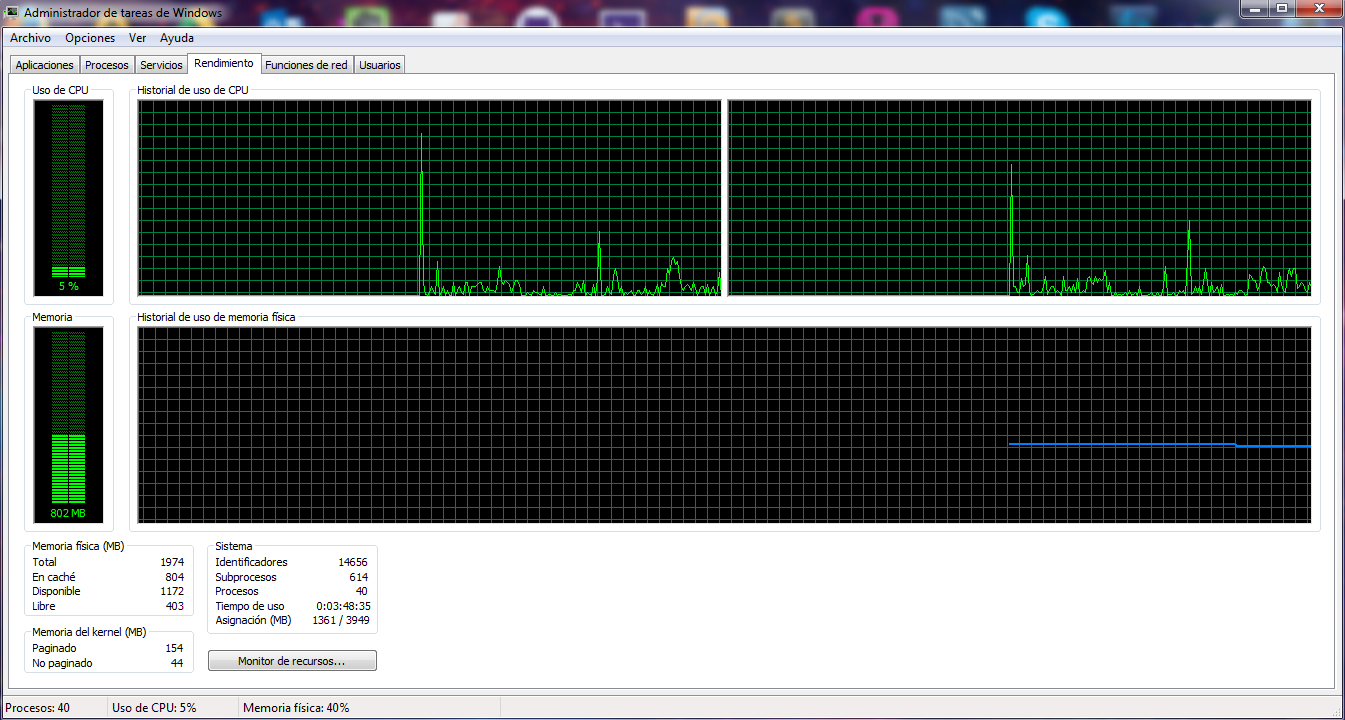 Administrador de tareas de Windows
Archivo Opciones Ver Ayuda
Aplicaciones Procesos Servicios Rendimiento Funciones de red Usuarios
Uso de CPU Historial de uso de CPU
5 %
Memoria Historial de uso de memoria física
802 MB
Memoria física (MB)
Total 1974
En caché 804
Disponible 1172
Libre 403
Memoria del kernel (MB)
Paginado 154
No paginado 44
Sistema
Identificadores 14656
Subprocesos 614
Procesos 40
Tiempo de uso 0:03:48:35
Asignación (MB) 1361 / 3949
Monitor de recursos...
Procesos: 40 Uso de CPU: 5% Memoria física: 40%